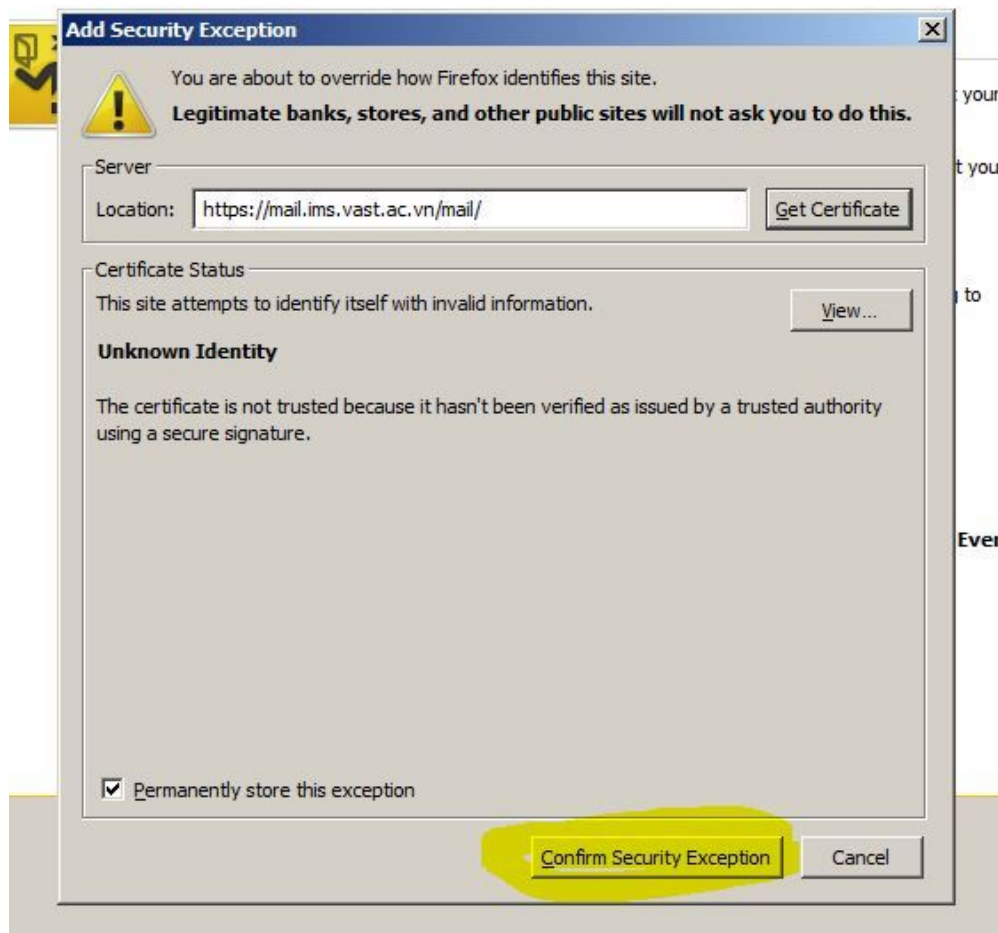 Add Security Exception
You are about to override how Firefox identifies this site.
Legitimate banks, stores, and other public sites will not ask you to do this.
your
Server
t you
Location:
https://mail.ims.vast.ac.vn/mail/
Get Certificate
Certificate Status
This site attempts to identify itself with invalid information.
View...
to
Unknown Identity
The certificate is not trusted because it hasn't been verified as issued by a trusted authority
using a secure signature.
Ever
Permanently store this exception
Confirm Security Exception
Cancel